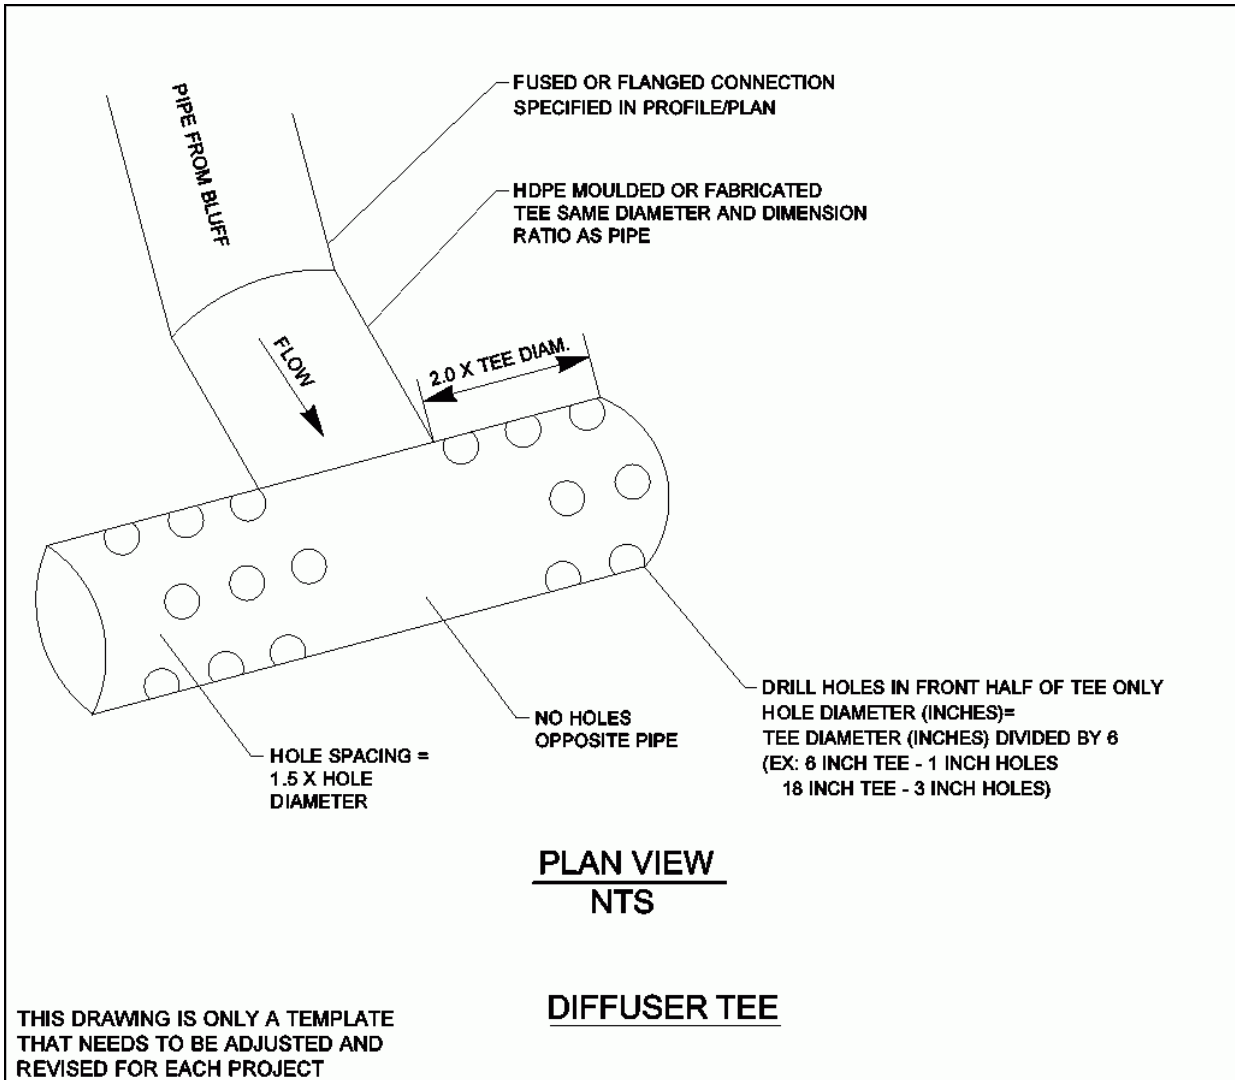 FUSED OR FLANGED CONNECTION
SPECIFIED IN PROFILE/PLAN
PIPE FROM BLUFF
HDPE MOULDED OR FABRICATED
TEE SAME DIAMETER AND DIMENSION
RATIO AS PIPE
FLOW
2.0 X TEE DIAM.
DRILL HOLES IN FRONT HALF OF TEE ONLY
HOLE DIAMETER (INCHES)=
TEE DIAMETER (INCHES) DIVIDED BY 6
(EX: 6 INCH TEE - 1 INCH HOLES
18 INCH TEE - 3 INCH HOLES)
NO HOLES
OPPOSITE PIPE
HOLE SPACING =
1.5 X HOLE
DIAMETER
PLAN VIEW
NTS
DIFFUSER TEE
THIS DRAWING IS ONLY A TEMPLATE
THAT NEEDS TO BE ADJUSTED AND
REVISED FOR EACH PROJECT